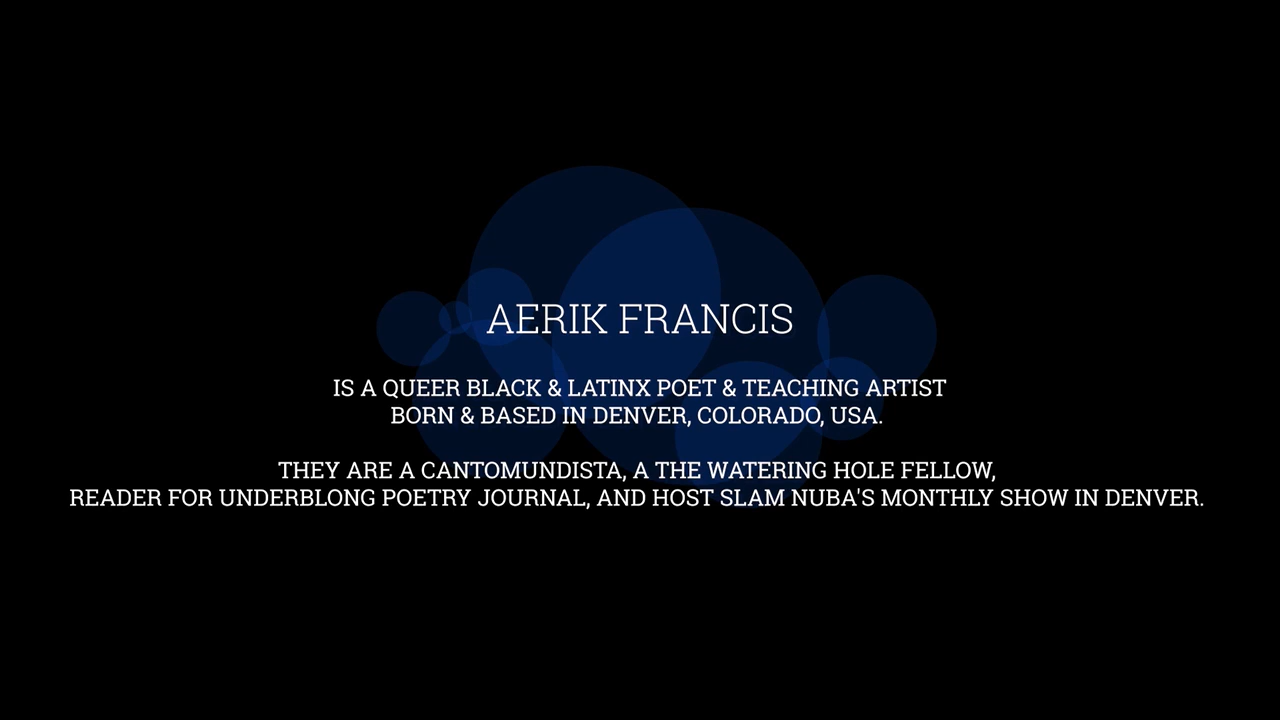 AERIK FRANCIS
IS A QUEER BLACK & LATINX POET & TEACHING ARTIST
BORN & BASED IN DENVER, COLORADO, USA.
THEY ARE A CANTOMUNDISTA, A THE WATERING HOLE FELLOW,
READER FOR UNDERBLONG POETRY JOURNAL, AND HOST SLAM NUBA'S MONTHLY SHOW IN DENVER.